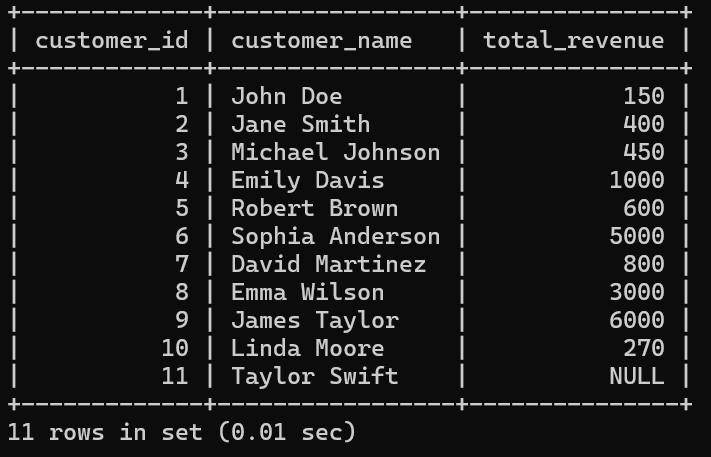 +-------------+-----------------+---------------+
| customer_id | customer_name   | total_revenue |
+-------------+-----------------+---------------+
|           1 | John Doe        |           150 |
|           2 | Jane Smith      |           400 |
|           3 | Michael Johnson |           450 |
|           4 | Emily Davis     |          1000 |
|           5 | Robert Brown    |           600 |
|           6 | Sophia Anderson |          5000 |
|           7 | David Martinez  |           800 |
|           8 | Emma Wilson     |          3000 |
|           9 | James Taylor    |          6000 |
|          10 | Linda Moore     |           270 |
|          11 | Taylor Swift    |          NULL |
+-------------+-----------------+---------------+
11 rows in set (0.01 sec)